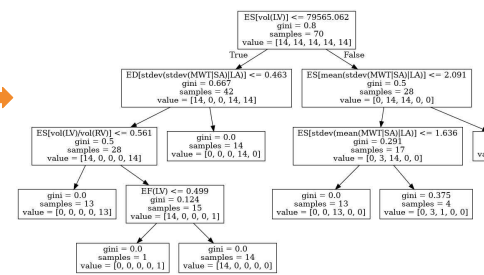 ES[vol(LV)] <= 79565.062
gini = 0.8
samples = 70
value = [14, 14, 14, 14, 14]
True
False
ED[stdev(stdev(MWT|SA)|LA)] <= 0.463
gini = 0.667
samples = 42
value = [14, 0, 0, 14, 14]
ES[mean(stdev(MWT|SA)|LA)] <= 2.091
gini = 0.5
samples = 28
value = [0, 14, 14, 0, 0]
ES[vol(LV)/vol(RV)] <= 0.561
gini = 0.5
samples = 28
value = [14, 0, 0, 0, 14]
gini = 0.0
samples = 14
value = [0, 0, 0, 14, 0]
ES[stdev(mean(MWT|SA)|LA)] <= 1.636
gini = 0.291
samples = 17
value = [0, 3, 14, 0, 0]
gini = 0.0
samples = 13
value = [0, 0, 0, 0, 13]
EF(LV) <= 0.499
gini = 0.124
samples = 15
value = [14, 0, 0, 0, 1]
gini = 0.0
samples = 13
value = [0, 0, 13, 0, 0]
gini = 0.375
samples = 4
value = [0, 3, 1, 0, 0]
gini = 0.0
samples = 1
value = [0, 0, 0, 0, 1]
gini = 0.0
samples = 14
value = [14, 0, 0, 0, 0]